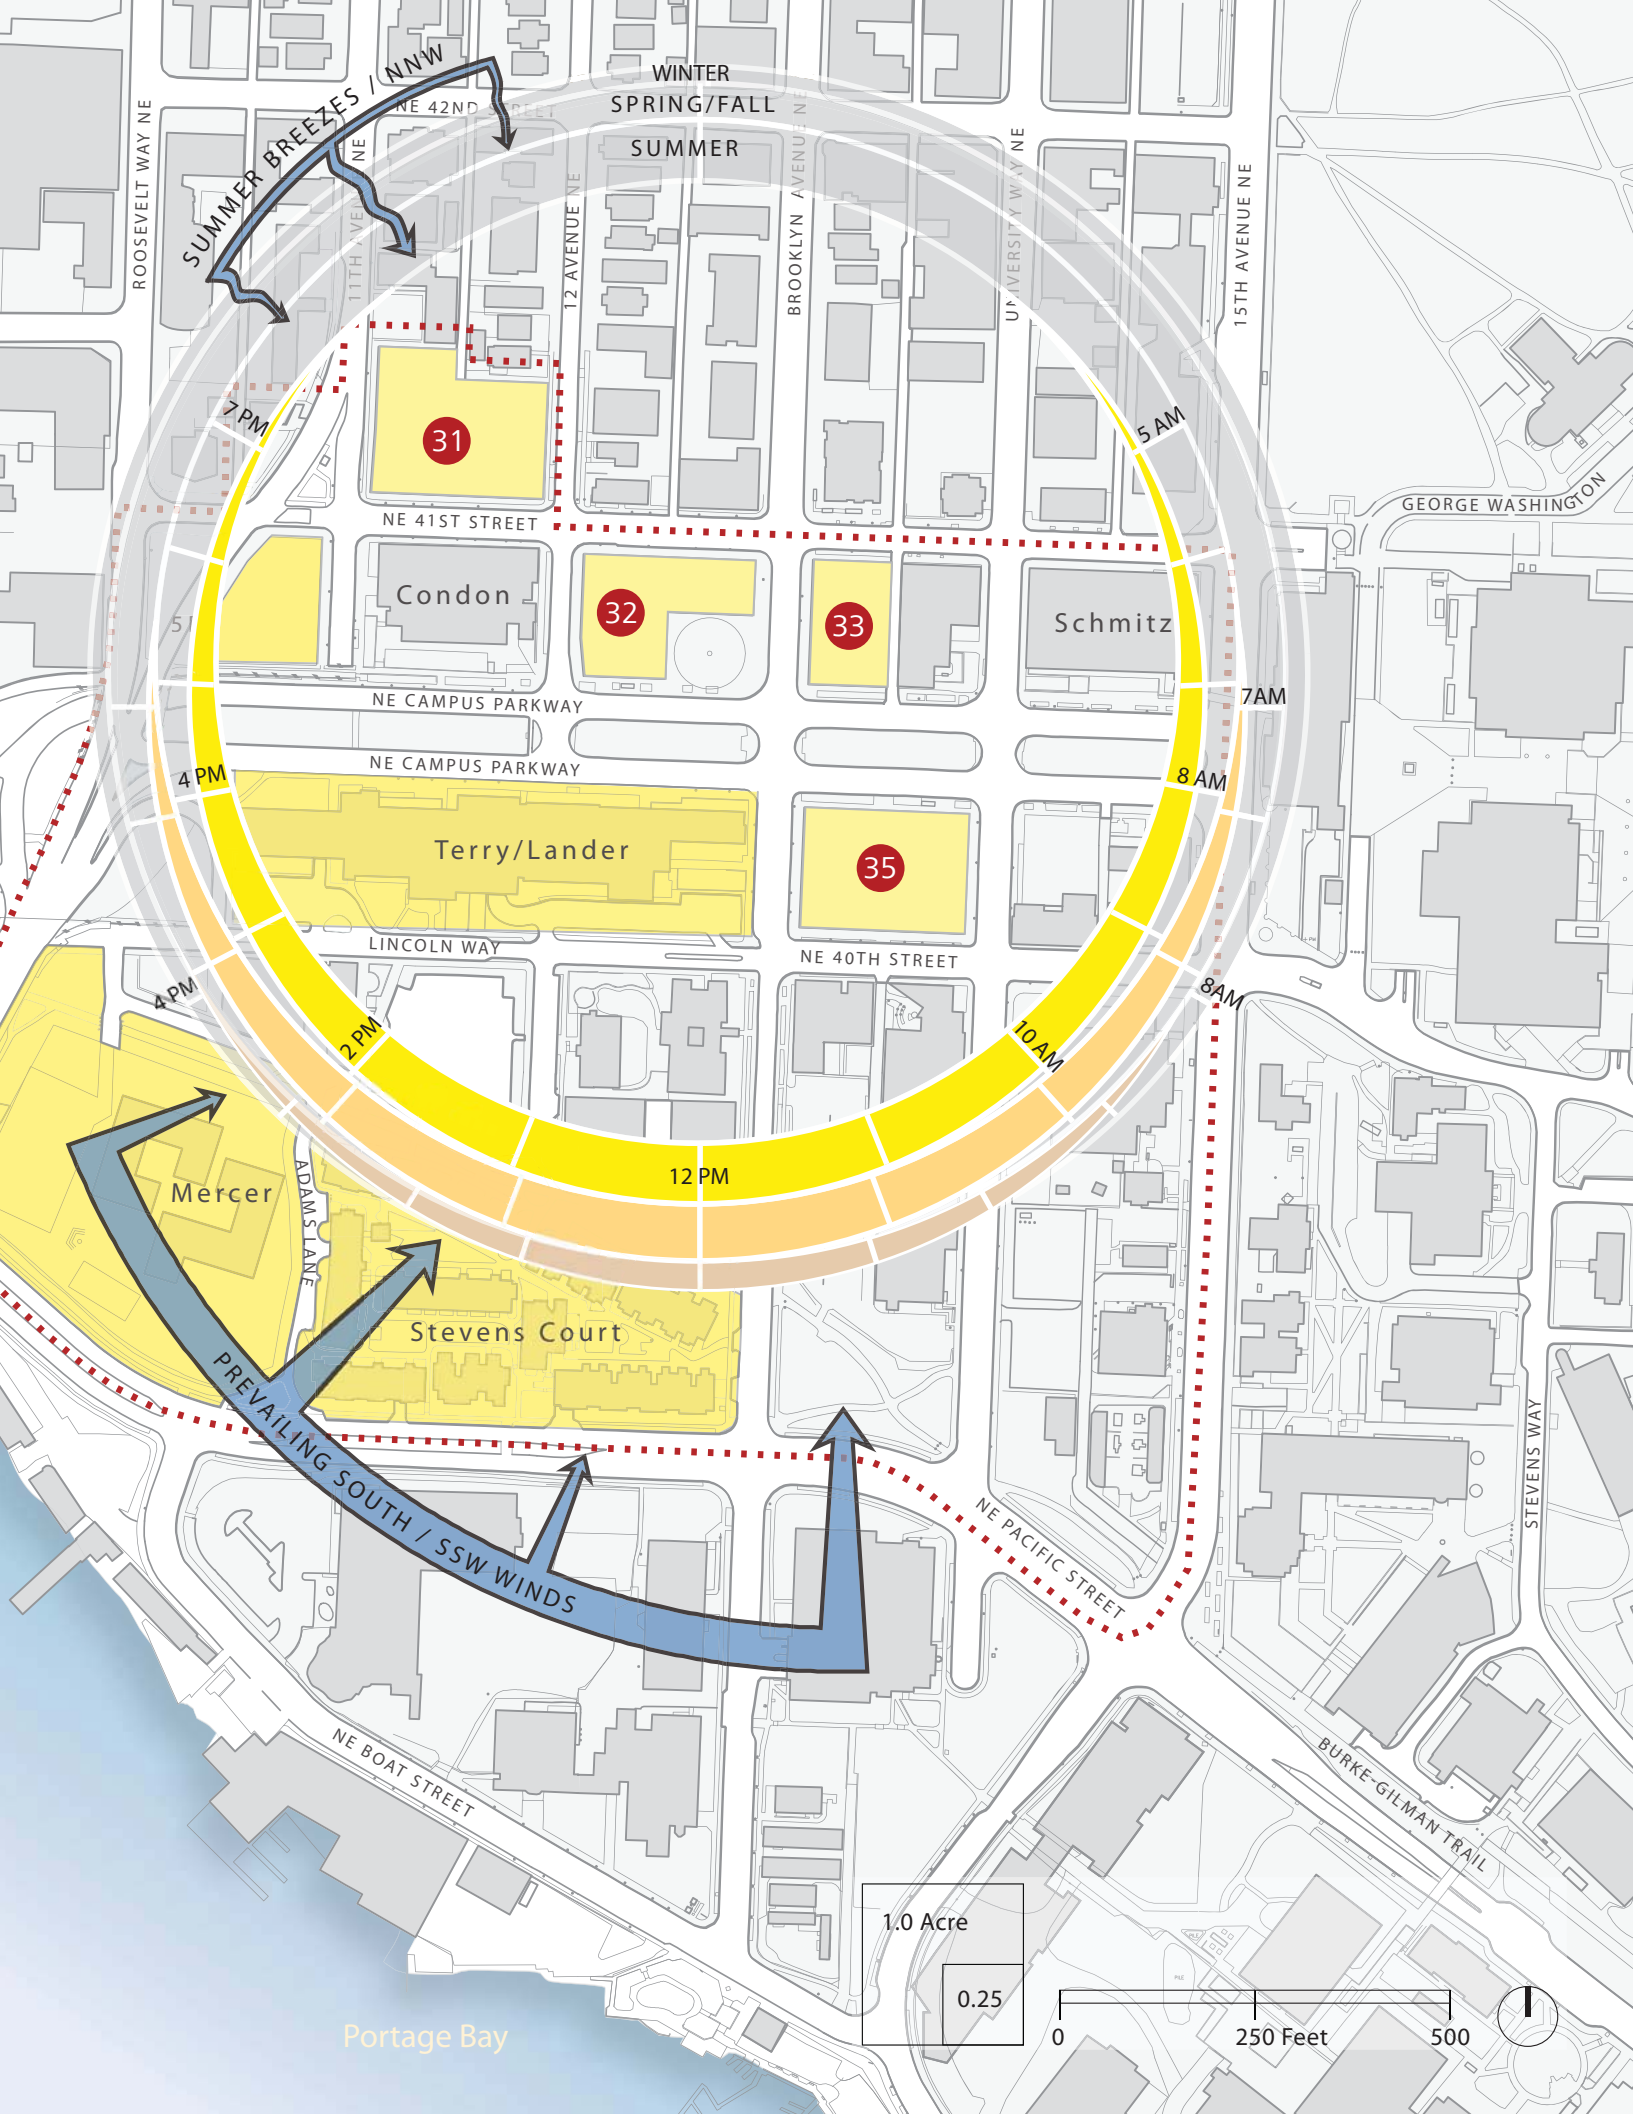 WINTER
SPRING/FALL
SUMMER
SUMMER BREEZES / NNW
NE 42ND STREET
ROOSEVELT WAY NE
11TH AVENUE NE
12 AVENUE NE
BROOKLYN AVENUE NE
UNIVERSITY WAY NE
15TH AVENUE NE
7 PM
5 AM
31
GEORGE WASHINGTON
NE 41ST STREET
Condon
32
33
Schmitz
5
NE CAMPUS PARKWAY
7AM
NE CAMPUS PARKWAY
4 PM
8 AM
Terry/Lander
35
LINCOLN WAY
NE 40TH STREET
4 PM
8AM
2 PM
10 AM
12 PM
Mercer
ADAMS LANE
Stevens Court
PREVAILING SOUTH / SSW WINDS
NE PACIFIC STREET
STEVENS WAY
NE BOAT STREET
BURKE-GILMAN TRAIL
1.0 Acre
0.25
0
250 Feet
500
Portage Bay